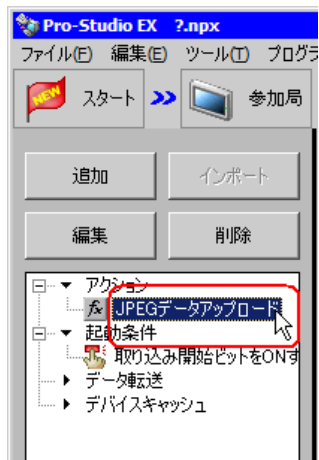 Pro-Studio EX ?.npx
ファイル(F) 編集(E) ツール(T) プログラ
NEW スタート >> 参加局
追加 インポート
編集 削除
アクション
fx JPEGデータアップロード
起動条件
取り込み開始ビットをONす
データ転送
デバイスキャッシュ